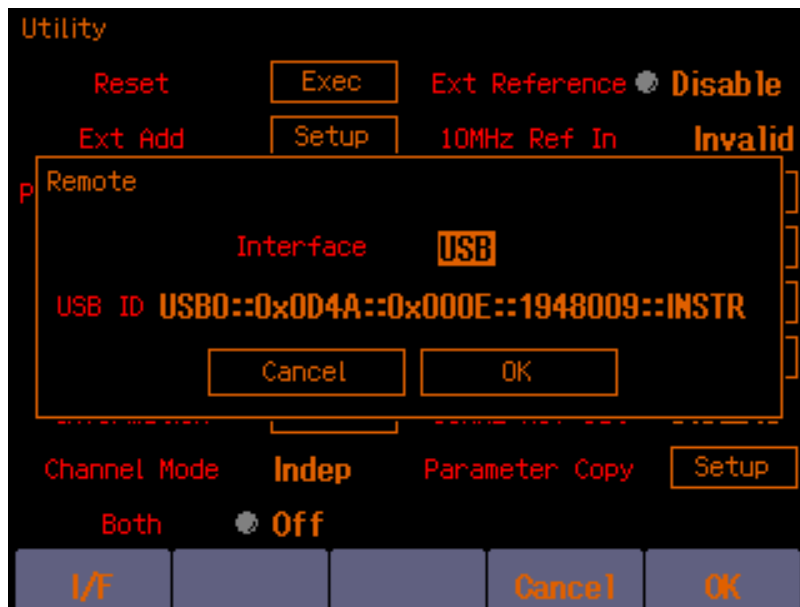 Utility
Reset Exec Ext Reference Disable
Ext Add Setup 10MHz Ref In Invalid
P
Remote
Interface USB
USB ID USB0::0x0D4A::0x000E::1948009::INSTR
Cancel OK
Channel Mode Indep Parameter Copy Setup
Both Off
I/F Cancel OK